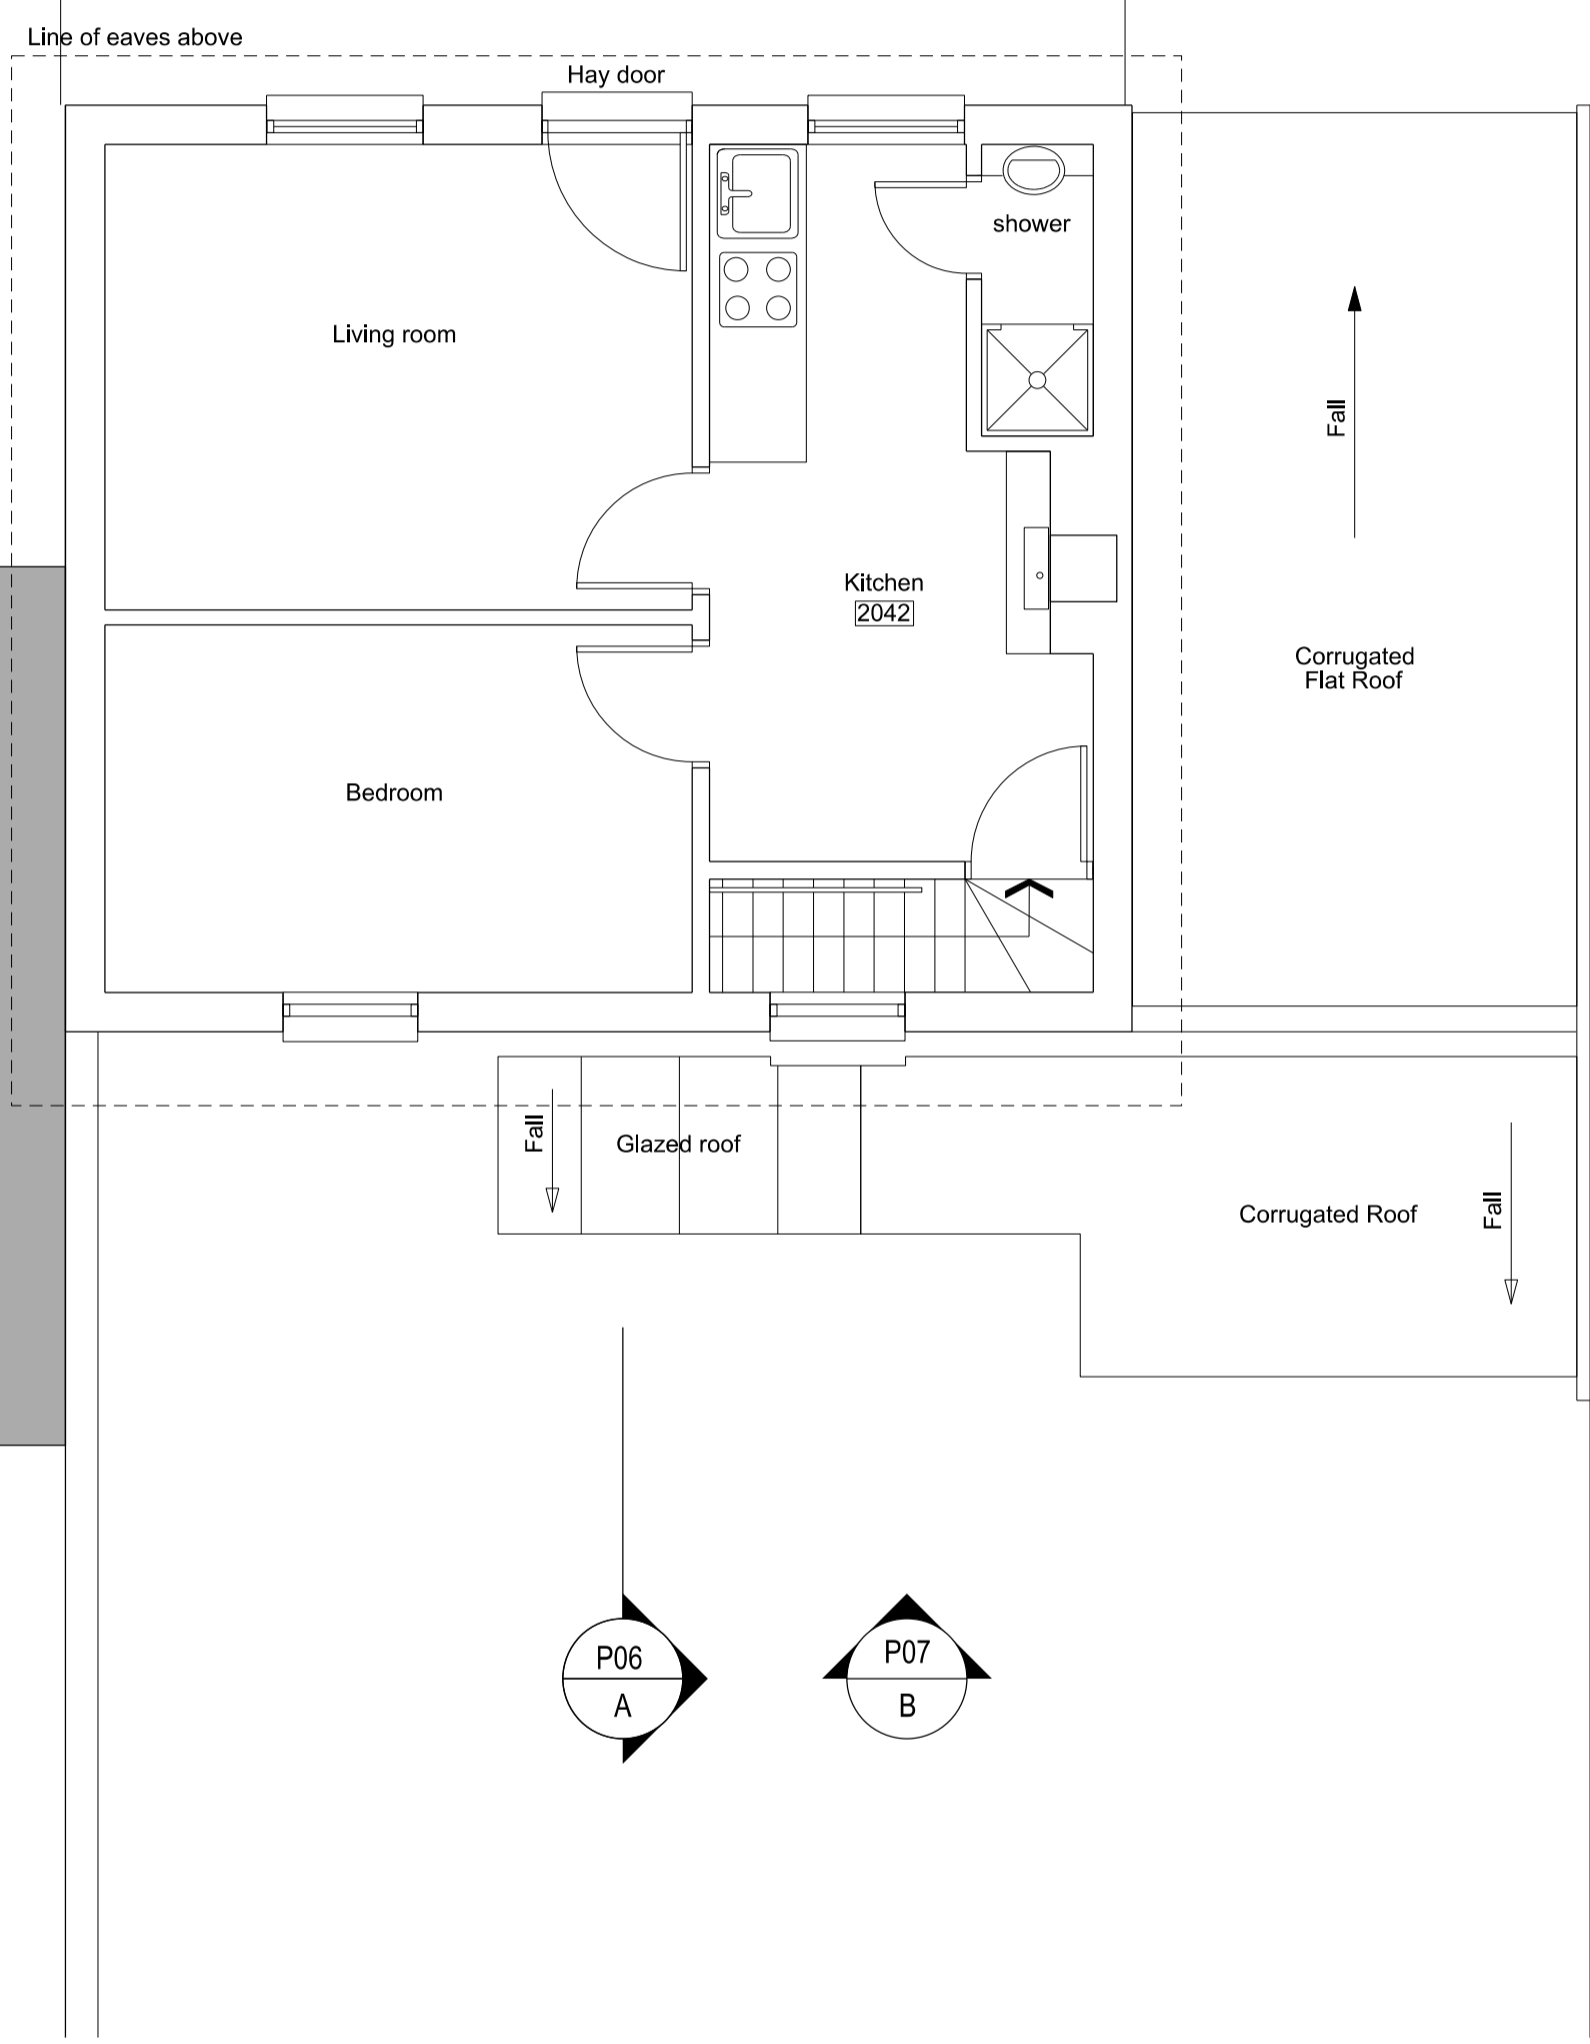 Line of eaves above
Hay door
shower
Living room
Fall
Kitchen
2042
Corrugated
Flat Roof
Bedroom
Fall
Glazed roof
Corrugated Roof
Fall
P06
A
P07
B